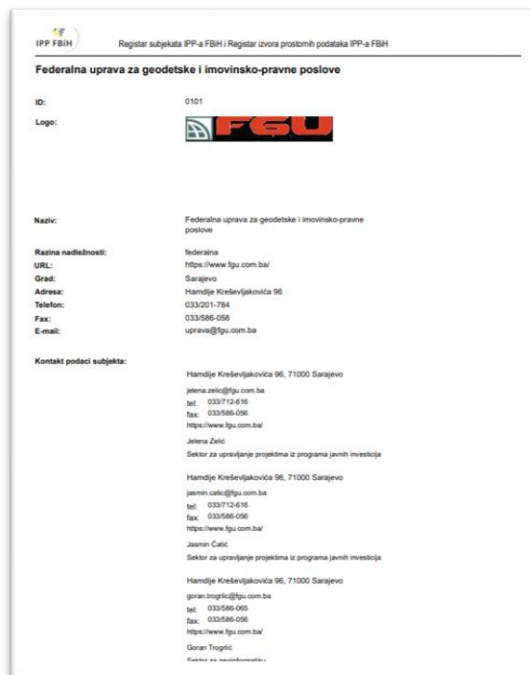 IPP FBiH
Registar subjekata IPP-a FBiH i Registar izvora prostornih podataka IPP-a FBiH
Federalna uprava za geodetske i imovinsko-pravne poslove
ID: 0101
Logo: FGU
Naziv: Federalna uprava za geodetske i imovinsko-pravne
poslove
Razina nadležnosti: federalna
URL: https://www.fgu.com.ba/
Grad: Sarajevo
Adresa: Hamdije Kreševljakovića 96
Telefon: 033/201-784
Fax: 033/586-056
E-mail: uprava@fgu.com.ba
Kontakt podaci subjekta:
Hamdije Kreševljakovića 96, 71000 Sarajevo
jelena.zelic@fgu.com.ba
tel: 033/712-616
fax: 033/586-056
https://www.fgu.com.ba/
Jelena Zelić
Sektor za upravljanje projektima iz programa javnih investicija
Hamdije Kreševljakovića 96, 71000 Sarajevo
jasmin.catic@fgu.com.ba
tel: 033/712-616
fax: 033/586-056
https://www.fgu.com.ba/
Jasmin Čatić
Sektor za upravljanje projektima iz programa javnih investicija
Hamdije Kreševljakovića 96, 71000 Sarajevo
goran.trogrlic@fgu.com.ba
tel: 033/586-065
fax: 033/586-056
https://www.fgu.com.ba/
Goran Trogrlić
Sektor za geoinformatiku